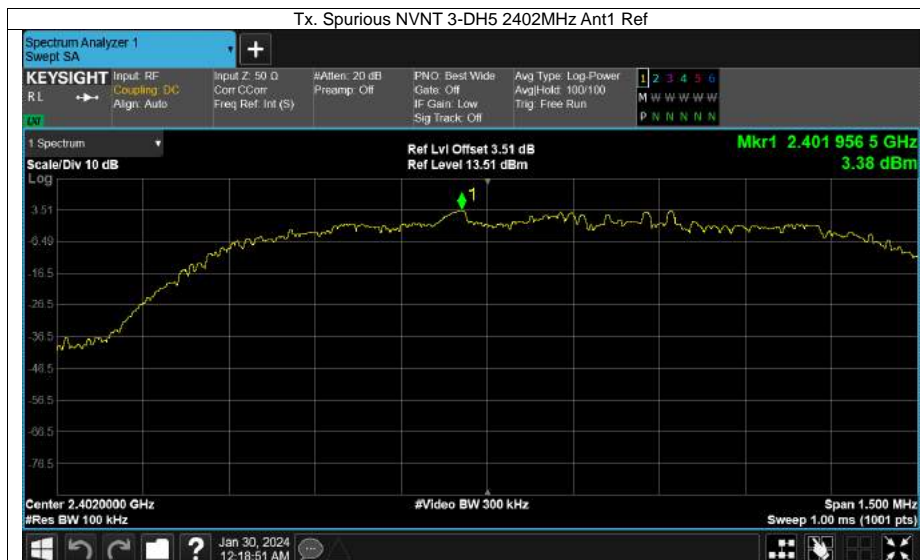 Tx. Spurious NVNT 3-DH5 2402MHz Ant1 Ref
Spectrum Analyzer 1
Swept SA
+
KEYSIGHT
RL
Input: RF
Coupling: DC
Align: Auto
Input Z: 50 Ω
Corr CCorr
Freq Ref: Int (S)
#Atten: 20 dB
Preamp: Off
PNO: Best Wide
Gate: Off
IF Gain: Low
Sig Track: Off
Avg Type: Log-Power
Avg|Hold: 100/100
Trig: Free Run
1 2 3 4 5 6
M W W W W W
P N N N N N
1 Spectrum
Scale/Div 10 dB
Ref Lvl Offset 3.51 dB
Ref Level 13.51 dBm
Mkr1 2.401 956 5 GHz
3.38 dBm
Log
1
3.51
-6.49
-16.5
-26.5
-36.5
-46.5
-56.5
-66.5
-76.5
Center 2.4020000 GHz
#Video BW 300 kHz
Span 1.500 MHz
#Res BW 100 kHz
Sweep 1.00 ms (1001 pts)
?
Jan 30, 2024
12:18:51 AM